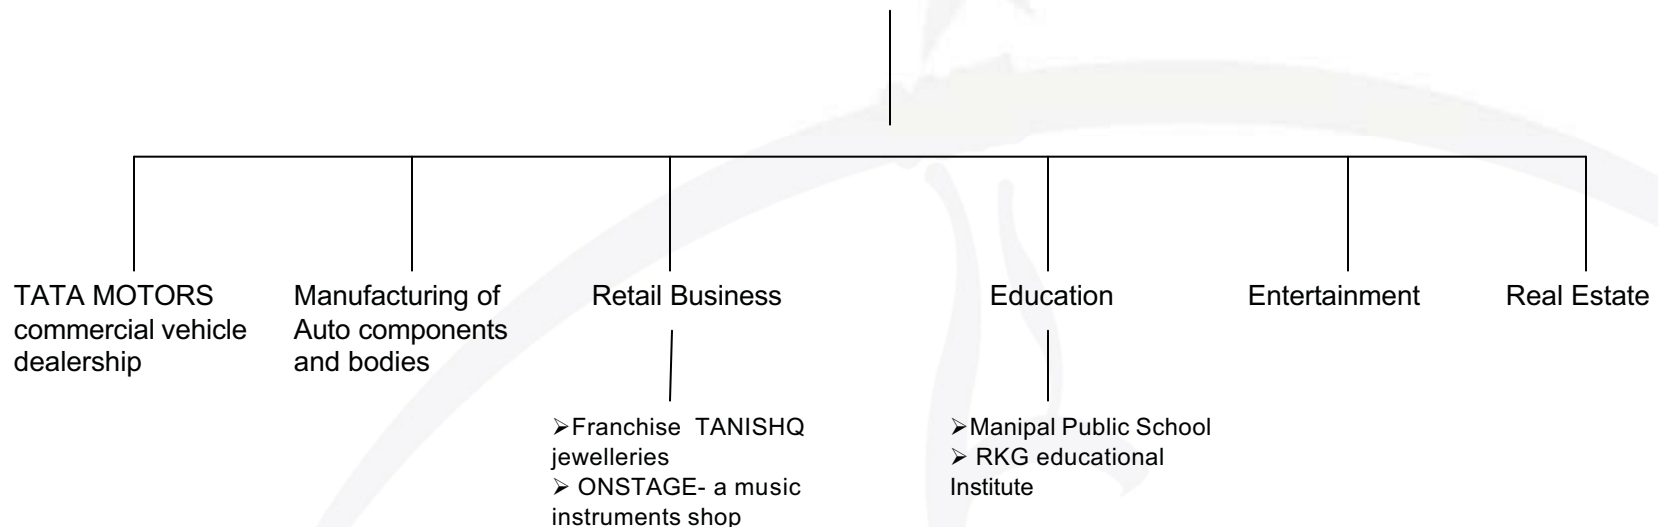 TATA MOTORS
commercial vehicle
dealership
Manufacturing of
Auto components
and bodies
Retail Business
Education
Entertainment
Real Estate
➢Franchise TANISHQ
jewelleries
➢ ONSTAGE- a music
instruments shop
➢Manipal Public School
➢ RKG educational
Institute